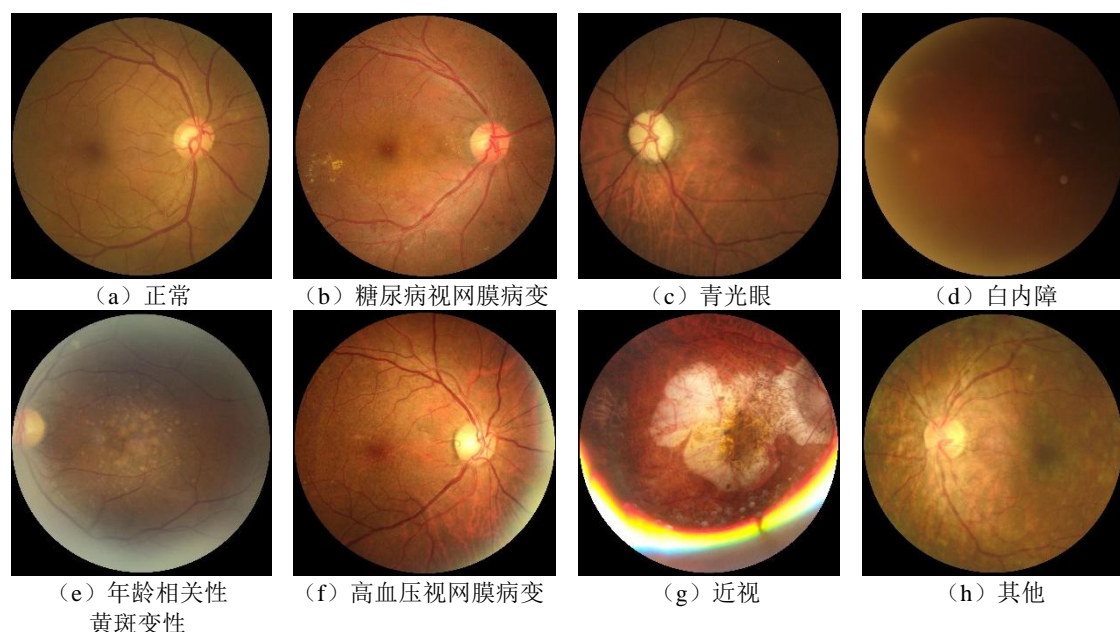 （a）正常
（b）糖尿病视网膜病变
（c）青光眼
（d）白内障
（e）年龄相关性
黄斑变性
（f）高血压视网膜病变
（g）近视
（h）其他